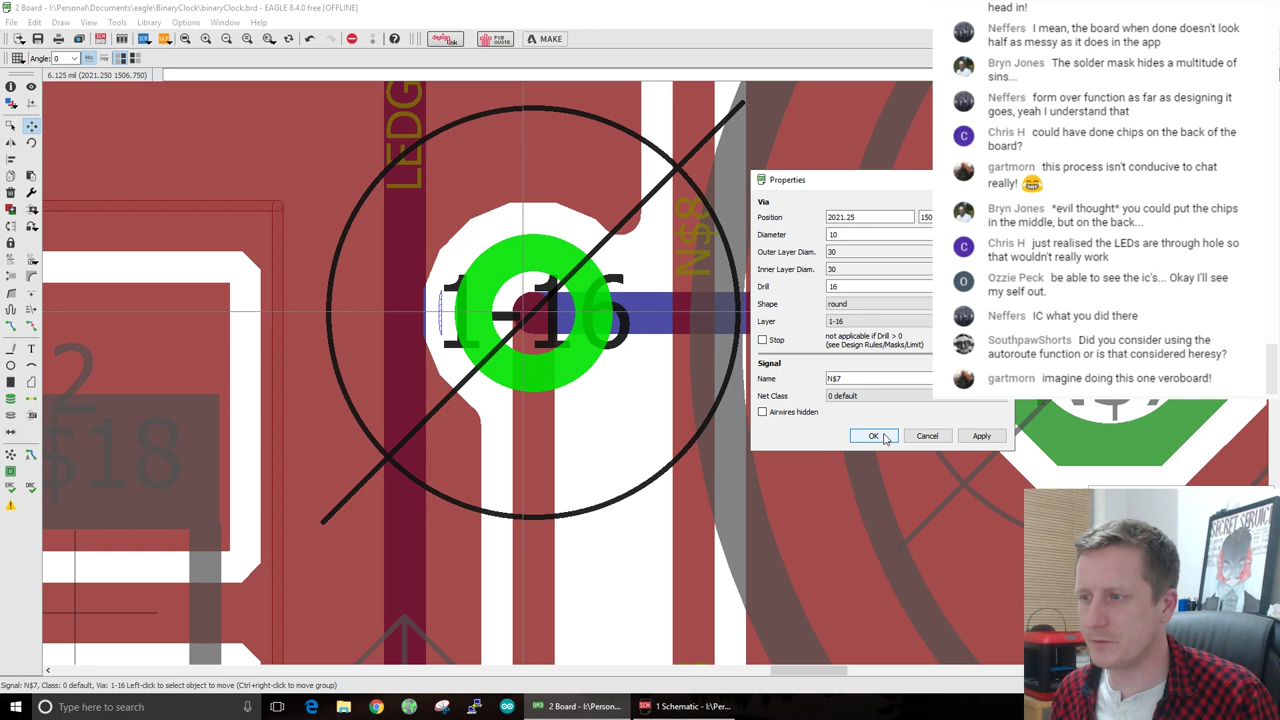 2 Board - I:\Personal\Documents\eagle\BinaryClock\binaryClock.brd - EAGLE 8.4.0 free [OFFLINE]
File Edit Draw View Tools Library Options Window Help
SCH
design link
PCB QUOTE
MAKE
Angle: 0
6.125 mil (2021.250 1506.750)
LEDG
N$8
1-16
2
$18
ERC
DRC
Properties
Via
Position 2021.25 150
Diameter 10
Outer Layer Diam. 30
Inner Layer Diam. 30
Drill 16
Shape round
Layer 1-16
Stop not applicable if Drill > 0
(see Design Rules/Masks/Limit)
Signal
Name N$7
Net Class 0 default
Airwires hidden
OK Cancel Apply
head in!
Neffers I mean, the board when done doesn't look
half as messy as it does in the app
Bryn Jones The solder mask hides a multitude of
sins...
Neffers form over function as far as designing it
goes, yeah I understand that
C Chris H could have done chips on the back of the
board?
gartmorn this process isn't conducive to chat
really! 😂
Bryn Jones *evil thought* you could put the chips
in the middle, but on the back...
C Chris H just realised the LEDs are through hole so
that wouldn't really work
O Ozzie Peck be able to see the ic's... Okay I'll see
my self out.
Neffers IC what you did there
SouthpawShorts Did you consider using the
autoroute function or is that considered heresy?
gartmorn imagine doing this one veroboard!
SECRET SERVICE
Signal: N$7, Class: 0 default, Via: 1-16 Left-click to select object to move (Ctrl+right-click to move group)
Type here to search
2 Board - I:\Person...
1 Schematic - I:\Per...